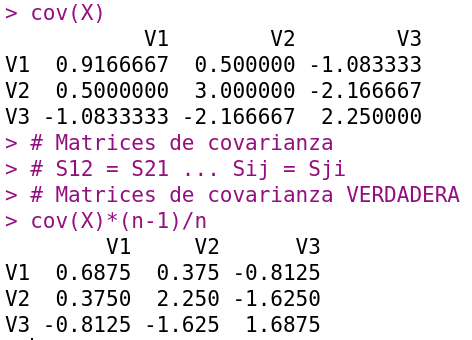 > cov(X)
V1 V2 V3
V1 0.9166667 0.500000 -1.083333
V2 0.5000000 3.000000 -2.166667
V3 -1.0833333 -2.166667 2.250000
> # Matrices de covarianza
> # S12 = S21 ... Sij = Sji
> # Matrices de covarianza VERDADERA
> cov(X)*(n-1)/n
V1 V2 V3
V1 0.6875 0.375 -0.8125
V2 0.3750 2.250 -1.6250
V3 -0.8125 -1.625 1.6875